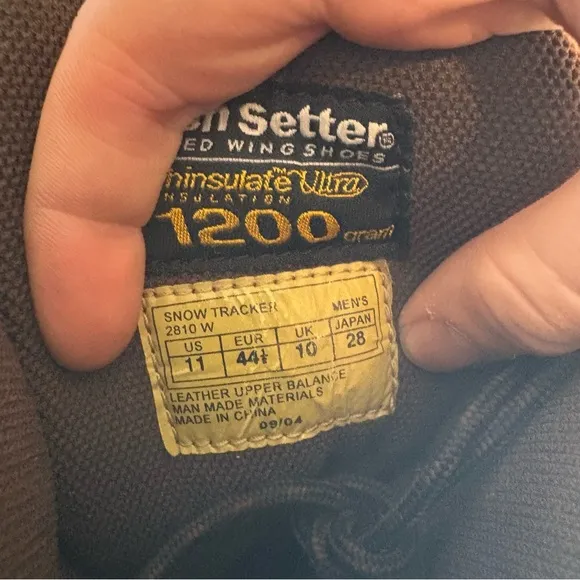 Setter
ED WING SHOES
ninsulate™ Ultra
NSULATION
1200 gram
SNOW TRACKER MEN'S
2810 W
US EUR UK JAPAN
11 44½ 10 28
LEATHER UPPER BALANCE
MAN MADE MATERIALS
MADE IN CHINA
09/04